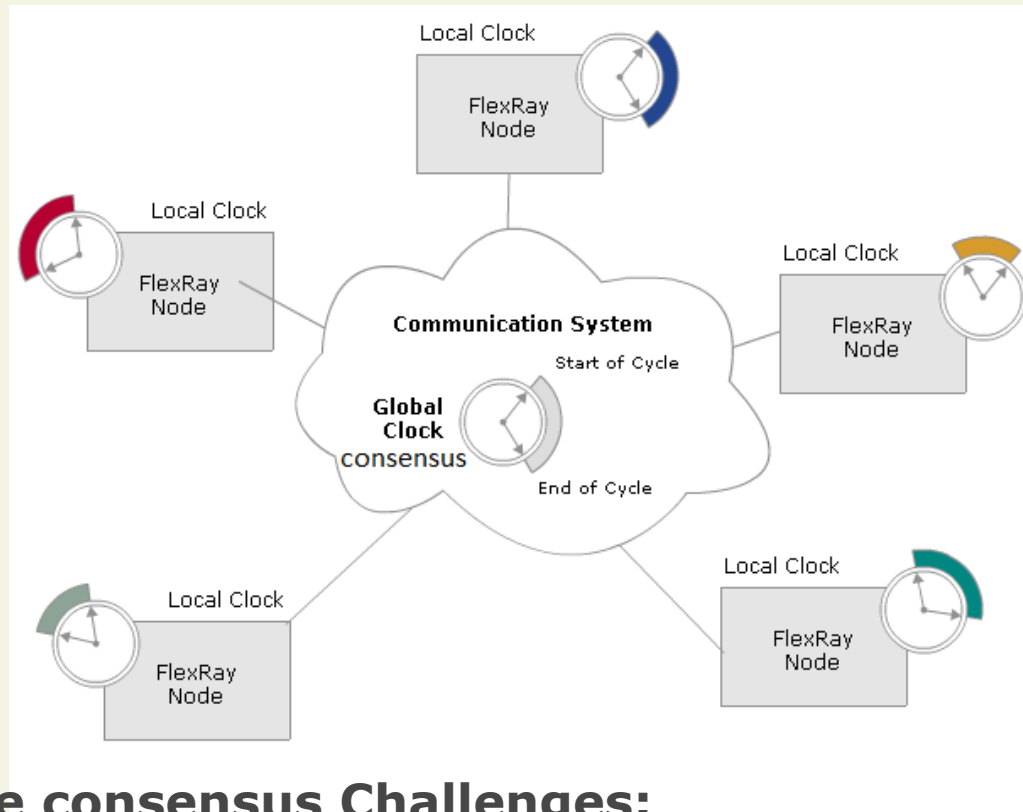 Local Clock
FlexRay
Node
Local Clock
FlexRay
Node
Local Clock
FlexRay
Node
Communication System
Start of Cycle
Global
Clock
consensus
End of Cycle
Local Clock
FlexRay
Node
Local Clock
FlexRay
Node
e consensus Challenges: